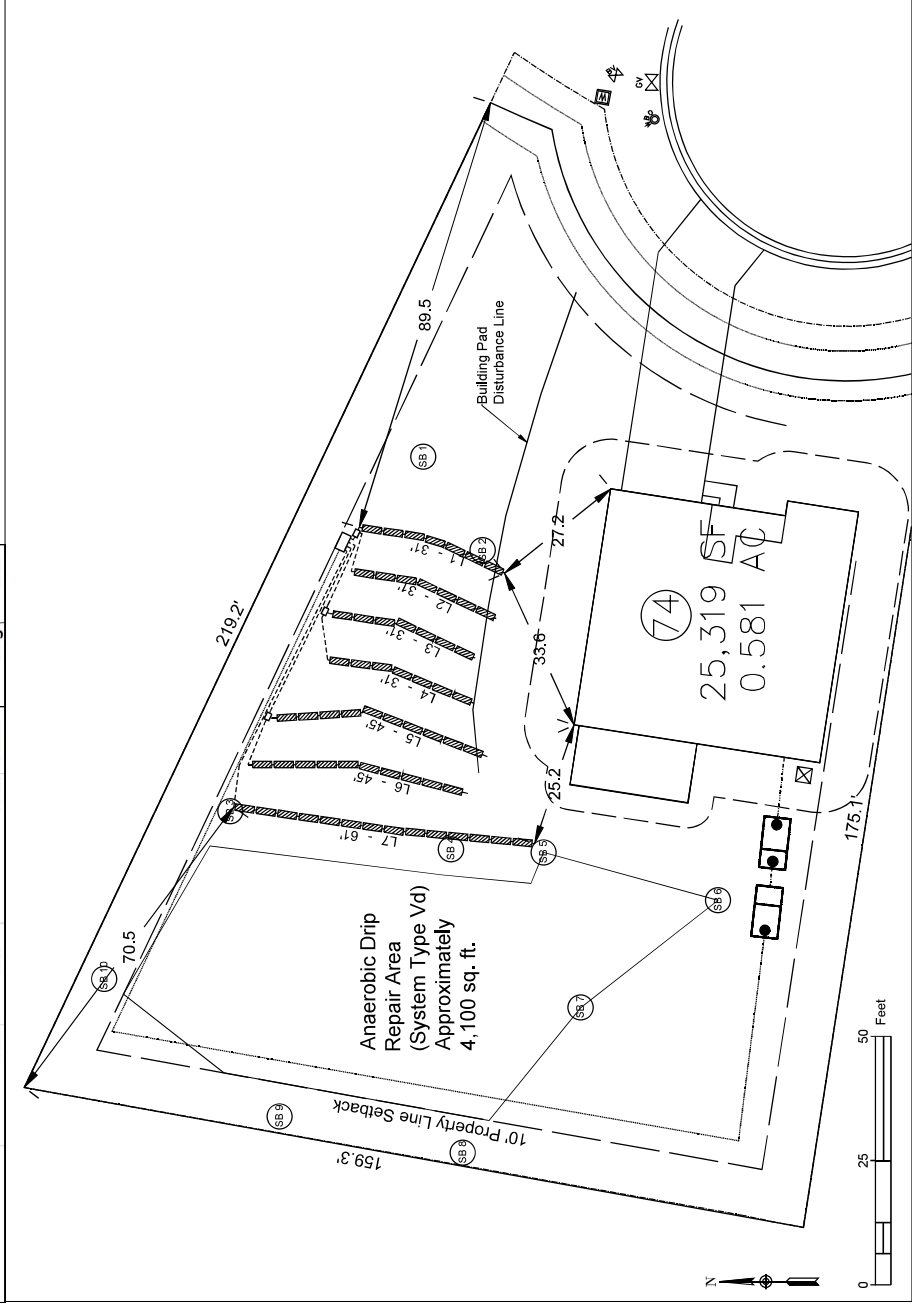 219.2'
89.5
Building Pad
Disturbance Line
SB 1
SB 2
27.2
33.6
25.2
L1 - 31'
L2 - 31'
L3 - 31'
L4 - 31'
L5 - 45'
L6 - 45'
L7 - 61'
SB 4
SB 5
SB 6
SB 7
SB 8
SB 9
SB 10
70.5
Anaerobic Drip
Repair Area
(System Type Vd)
Approximately
4,100 sq. ft.
10' Property Line Setback
159.3'
175.1'
74
25,319 SF
0.581 AC
GV
W
N
0
25
50
Feet